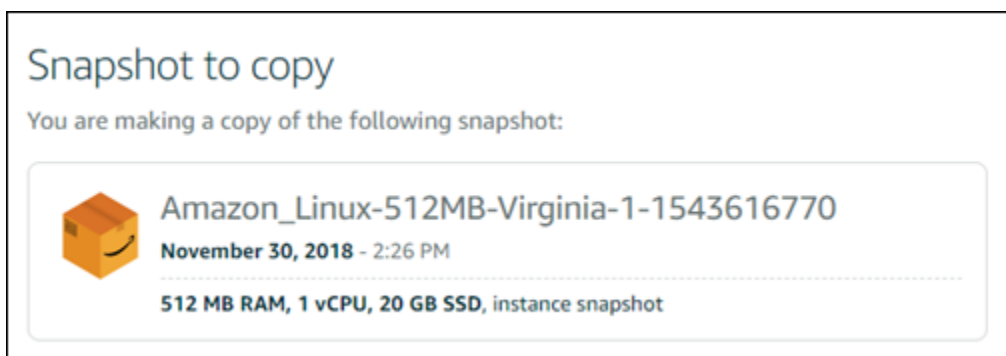 Snapshot to copy
You are making a copy of the following snapshot:
Amazon_Linux-512MB-Virginia-1-1543616770
November 30, 2018 - 2:26 PM
512 MB RAM, 1 vCPU, 20 GB SSD, instance snapshot